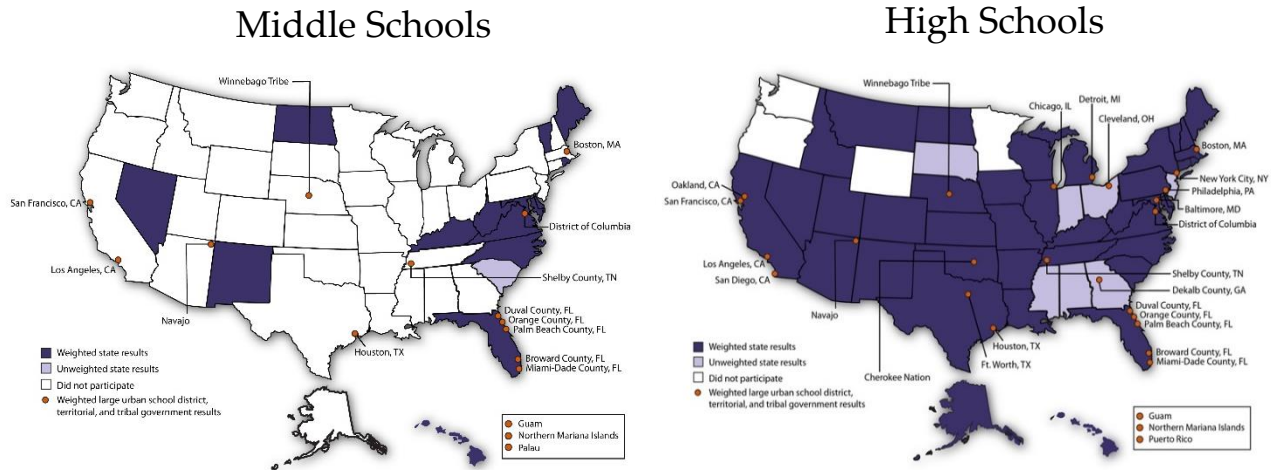 Middle Schools
Winnebago Tribe
Boston, MA
San Francisco, CA
District of Columbia
Los Angeles, CA
Shelby County, TN
Navajo
Duval County, FL
Orange County, FL
Palm Beach County, FL
Houston, TX
Broward County, FL
Miami-Dade County, FL
Weighted state results
Unweighted state results
Did not participate
Weighted large urban school district,
territorial, and tribal government results
Guam
Northern Mariana Islands
Palau
High Schools
Winnebago Tribe
Detroit, MI
Chicago, IL
Cleveland, OH
Boston, MA
New York City, NY
Oakland, CA
Philadelphia, PA
San Francisco, CA
Baltimore, MD
District of Columbia
Los Angeles, CA
Shelby County, TN
San Diego, CA
Dekalb County, GA
Navajo
Duval County, FL
Orange County, FL
Palm Beach County, FL
Houston, TX
Broward County, FL
Ft. Worth, TX
Miami-Dade County, FL
Cherokee Nation
Weighted state results
Unweighted state results
Did not participate
Weighted large urban school district,
territorial, and tribal government results
Guam
Northern Mariana Islands
Puerto Rico